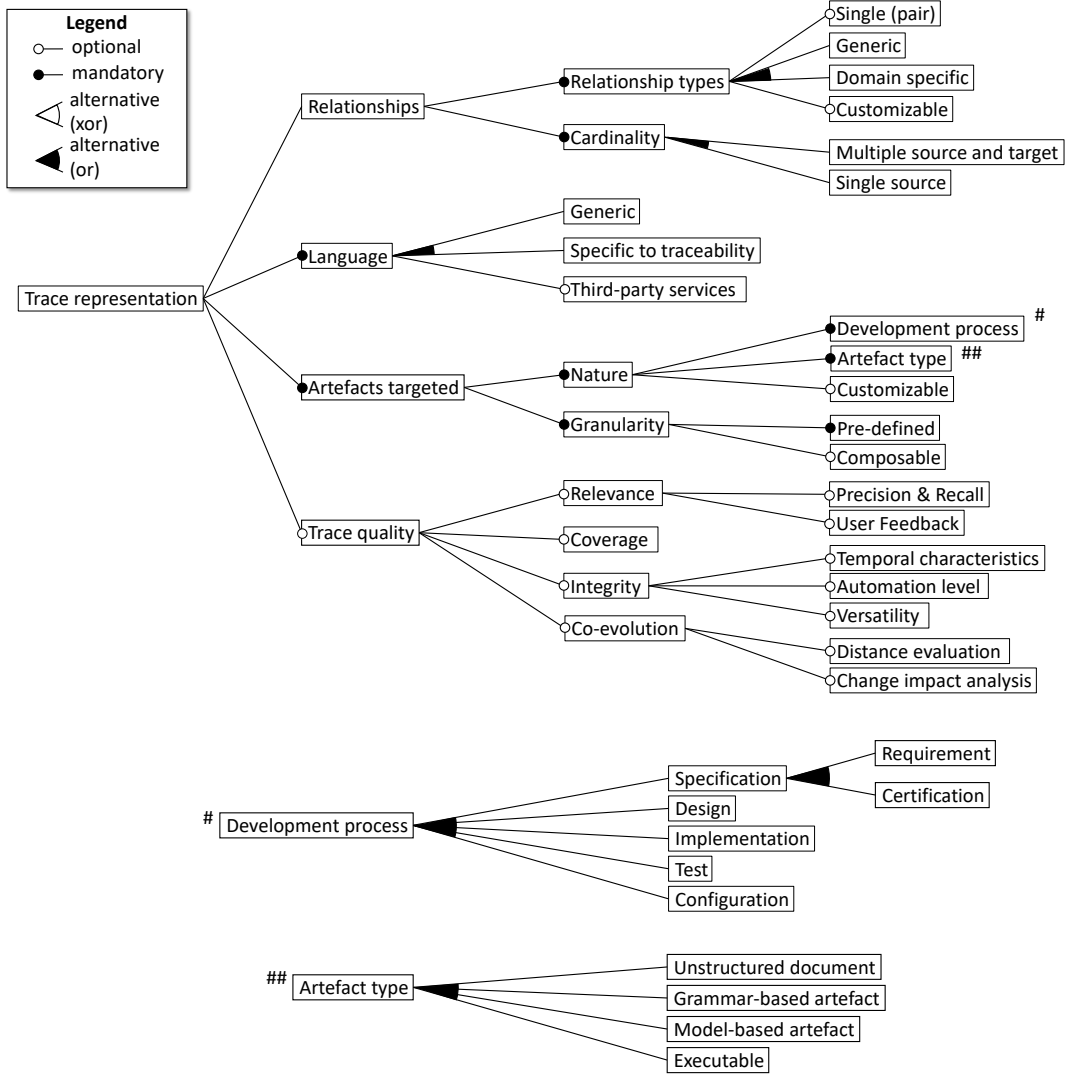 Legend
optional
mandatory
alternative
(xor)
alternative
(or)
Trace representation
Relationships
Relationship types
Single (pair)
Generic
Domain specific
Customizable
Cardinality
Multiple source and target
Single source
Language
Generic
Specific to traceability
Third-party services
Artefacts targeted
Nature
Development process #
Artefact type ##
Customizable
Granularity
Pre-defined
Composable
Trace quality
Relevance
Precision & Recall
User Feedback
Coverage
Integrity
Temporal characteristics
Automation level
Versatility
Co-evolution
Distance evaluation
Change impact analysis
# Development process
Specification
Requirement
Certification
Design
Implementation
Test
Configuration
## Artefact type
Unstructured document
Grammar-based artefact
Model-based artefact
Executable